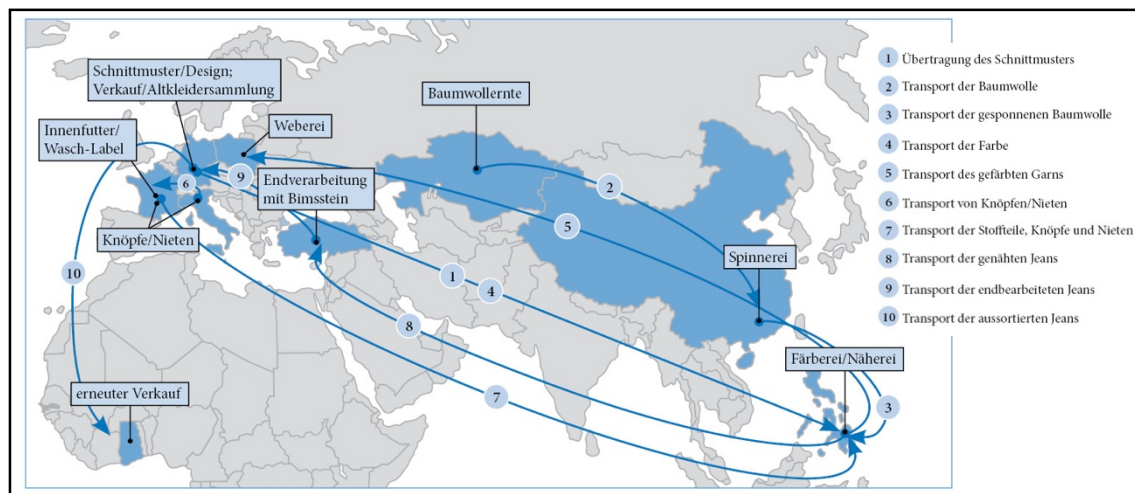 Schnittmuster/Design;
Verkauf/Altkleidersammlung
Innenfutter/
Wasch-Label
Weberei
Baumwollernte
Endverarbeitung
mit Bimsstein
Knöpfe/Nieten
Spinnerei
Färberei/Näherei
erneuter Verkauf
6
9
2
5
10
1
4
8
7
3
1 Übertragung des Schnittmusters
2 Transport der Baumwolle
3 Transport der gesponnenen Baumwolle
4 Transport der Farbe
5 Transport des gefärbten Garns
6 Transport von Knöpfen/Nieten
7 Transport der Stoffteile, Knöpfe und Nieten
8 Transport der genähten Jeans
9 Transport der endbearbeiteten Jeans
10 Transport der aussortierten Jeans